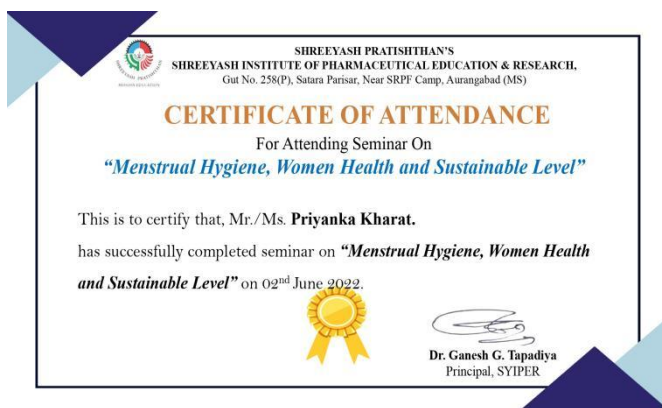 SHREEYASH PRATISHTHAN'S
SHREEYASH INSTITUTE OF PHARMACEUTICAL EDUCATION & RESEARCH,
Gut No. 258(P), Satara Parisar, Near SRPF Camp, Aurangabad (MS)
CERTIFICATE OF ATTENDANCE
For Attending Seminar On
“Menstrual Hygiene, Women Health and Sustainable Level”
This is to certify that, Mr./Ms. Priyanka Kharat.
has successfully completed seminar on “Menstrual Hygiene, Women Health
and Sustainable Level” on 02nd June 2022.
Dr. Ganesh G. Tapadiya
Principal, SYIPER